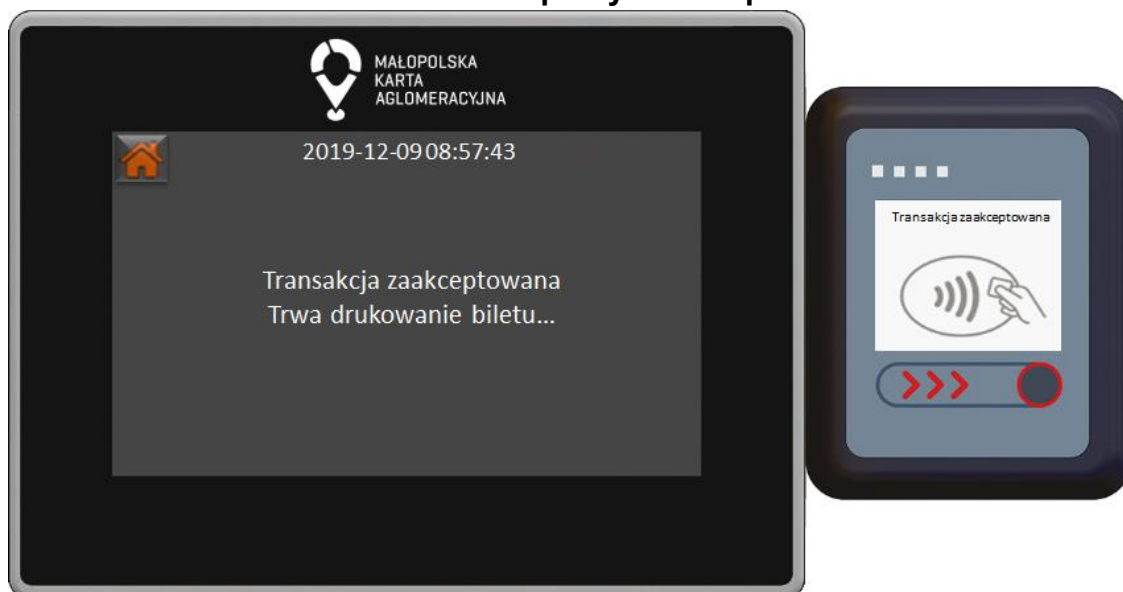 MAŁOPOLSKA
KARTA
AGLOMERACYJNA
2019-12-09 08:57:43
Transakcja zaakceptowana
Trwa drukowanie biletu...
Transakcja zaakceptowana